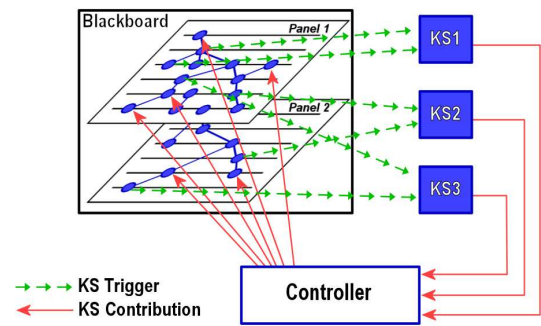 Blackboard
Panel 1
KS1
Panel 2
KS2
KS3
Controller
KS Trigger
KS Contribution